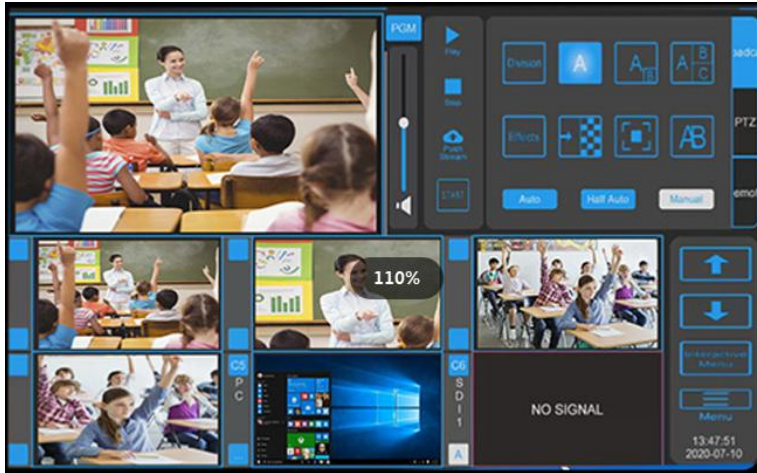 PGM
Play
Stop
Push
Stream
START
Division
A
A
B
A
B
C
Effects
AB
Auto
Half Auto
Manual
PTZ
110%
C5
P
C
C6
S
D
I
1
A
NO SIGNAL
Interactive
Menu
Menu
13:47:51
2020-07-10